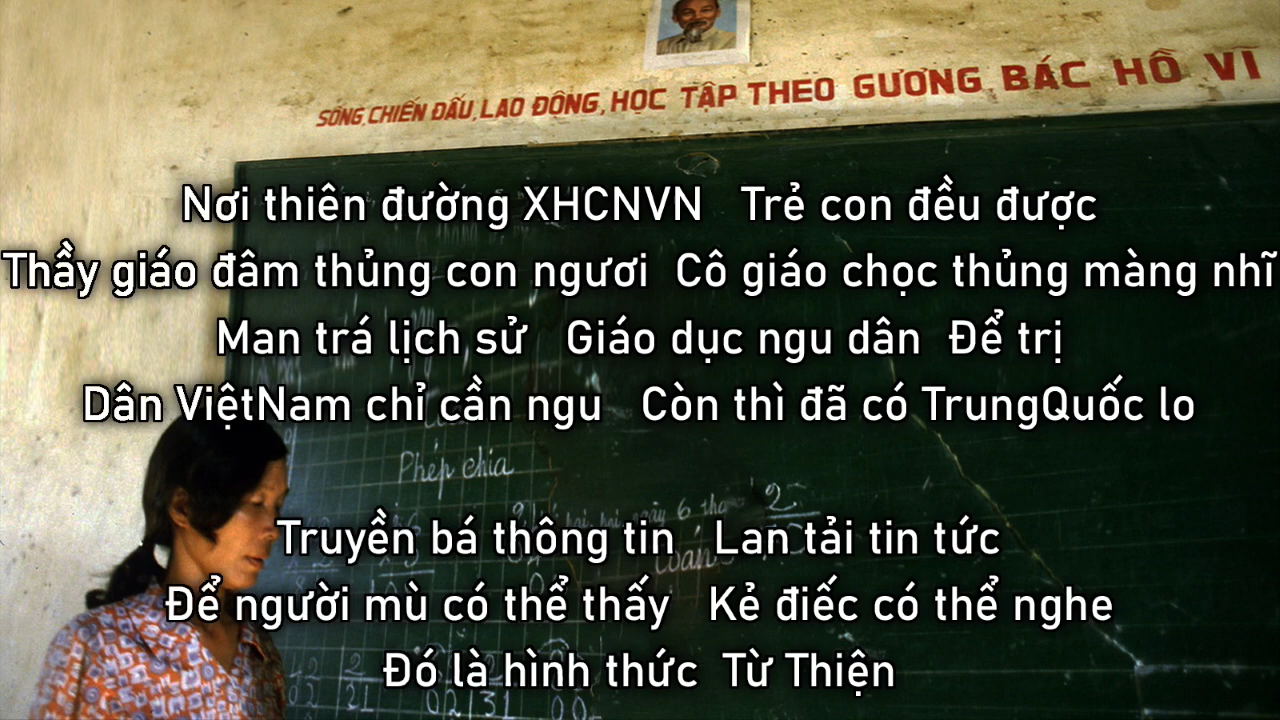 SỐNG, CHIẾN ĐẤU, LAO ĐỘNG, HỌC TẬP THEO GƯƠNG BÁC HỒ VĨ
Nơi thiên đường XHCNVN Trẻ con đều được
Thầy giáo đâm thủng con ngươi Cô giáo chọc thủng màng nhĩ
Man trá lịch sử Giáo dục ngu dân Để trị
Dân ViệtNam chỉ cần ngu Còn thì đã có TrungQuốc lo
Phép chia
ngày 6
2
Truyền bá thông tin Lan tải tin tức
toán
Để người mù có thể thấy Kẻ điếc có thể nghe
Đó là hình thức Từ Thiện